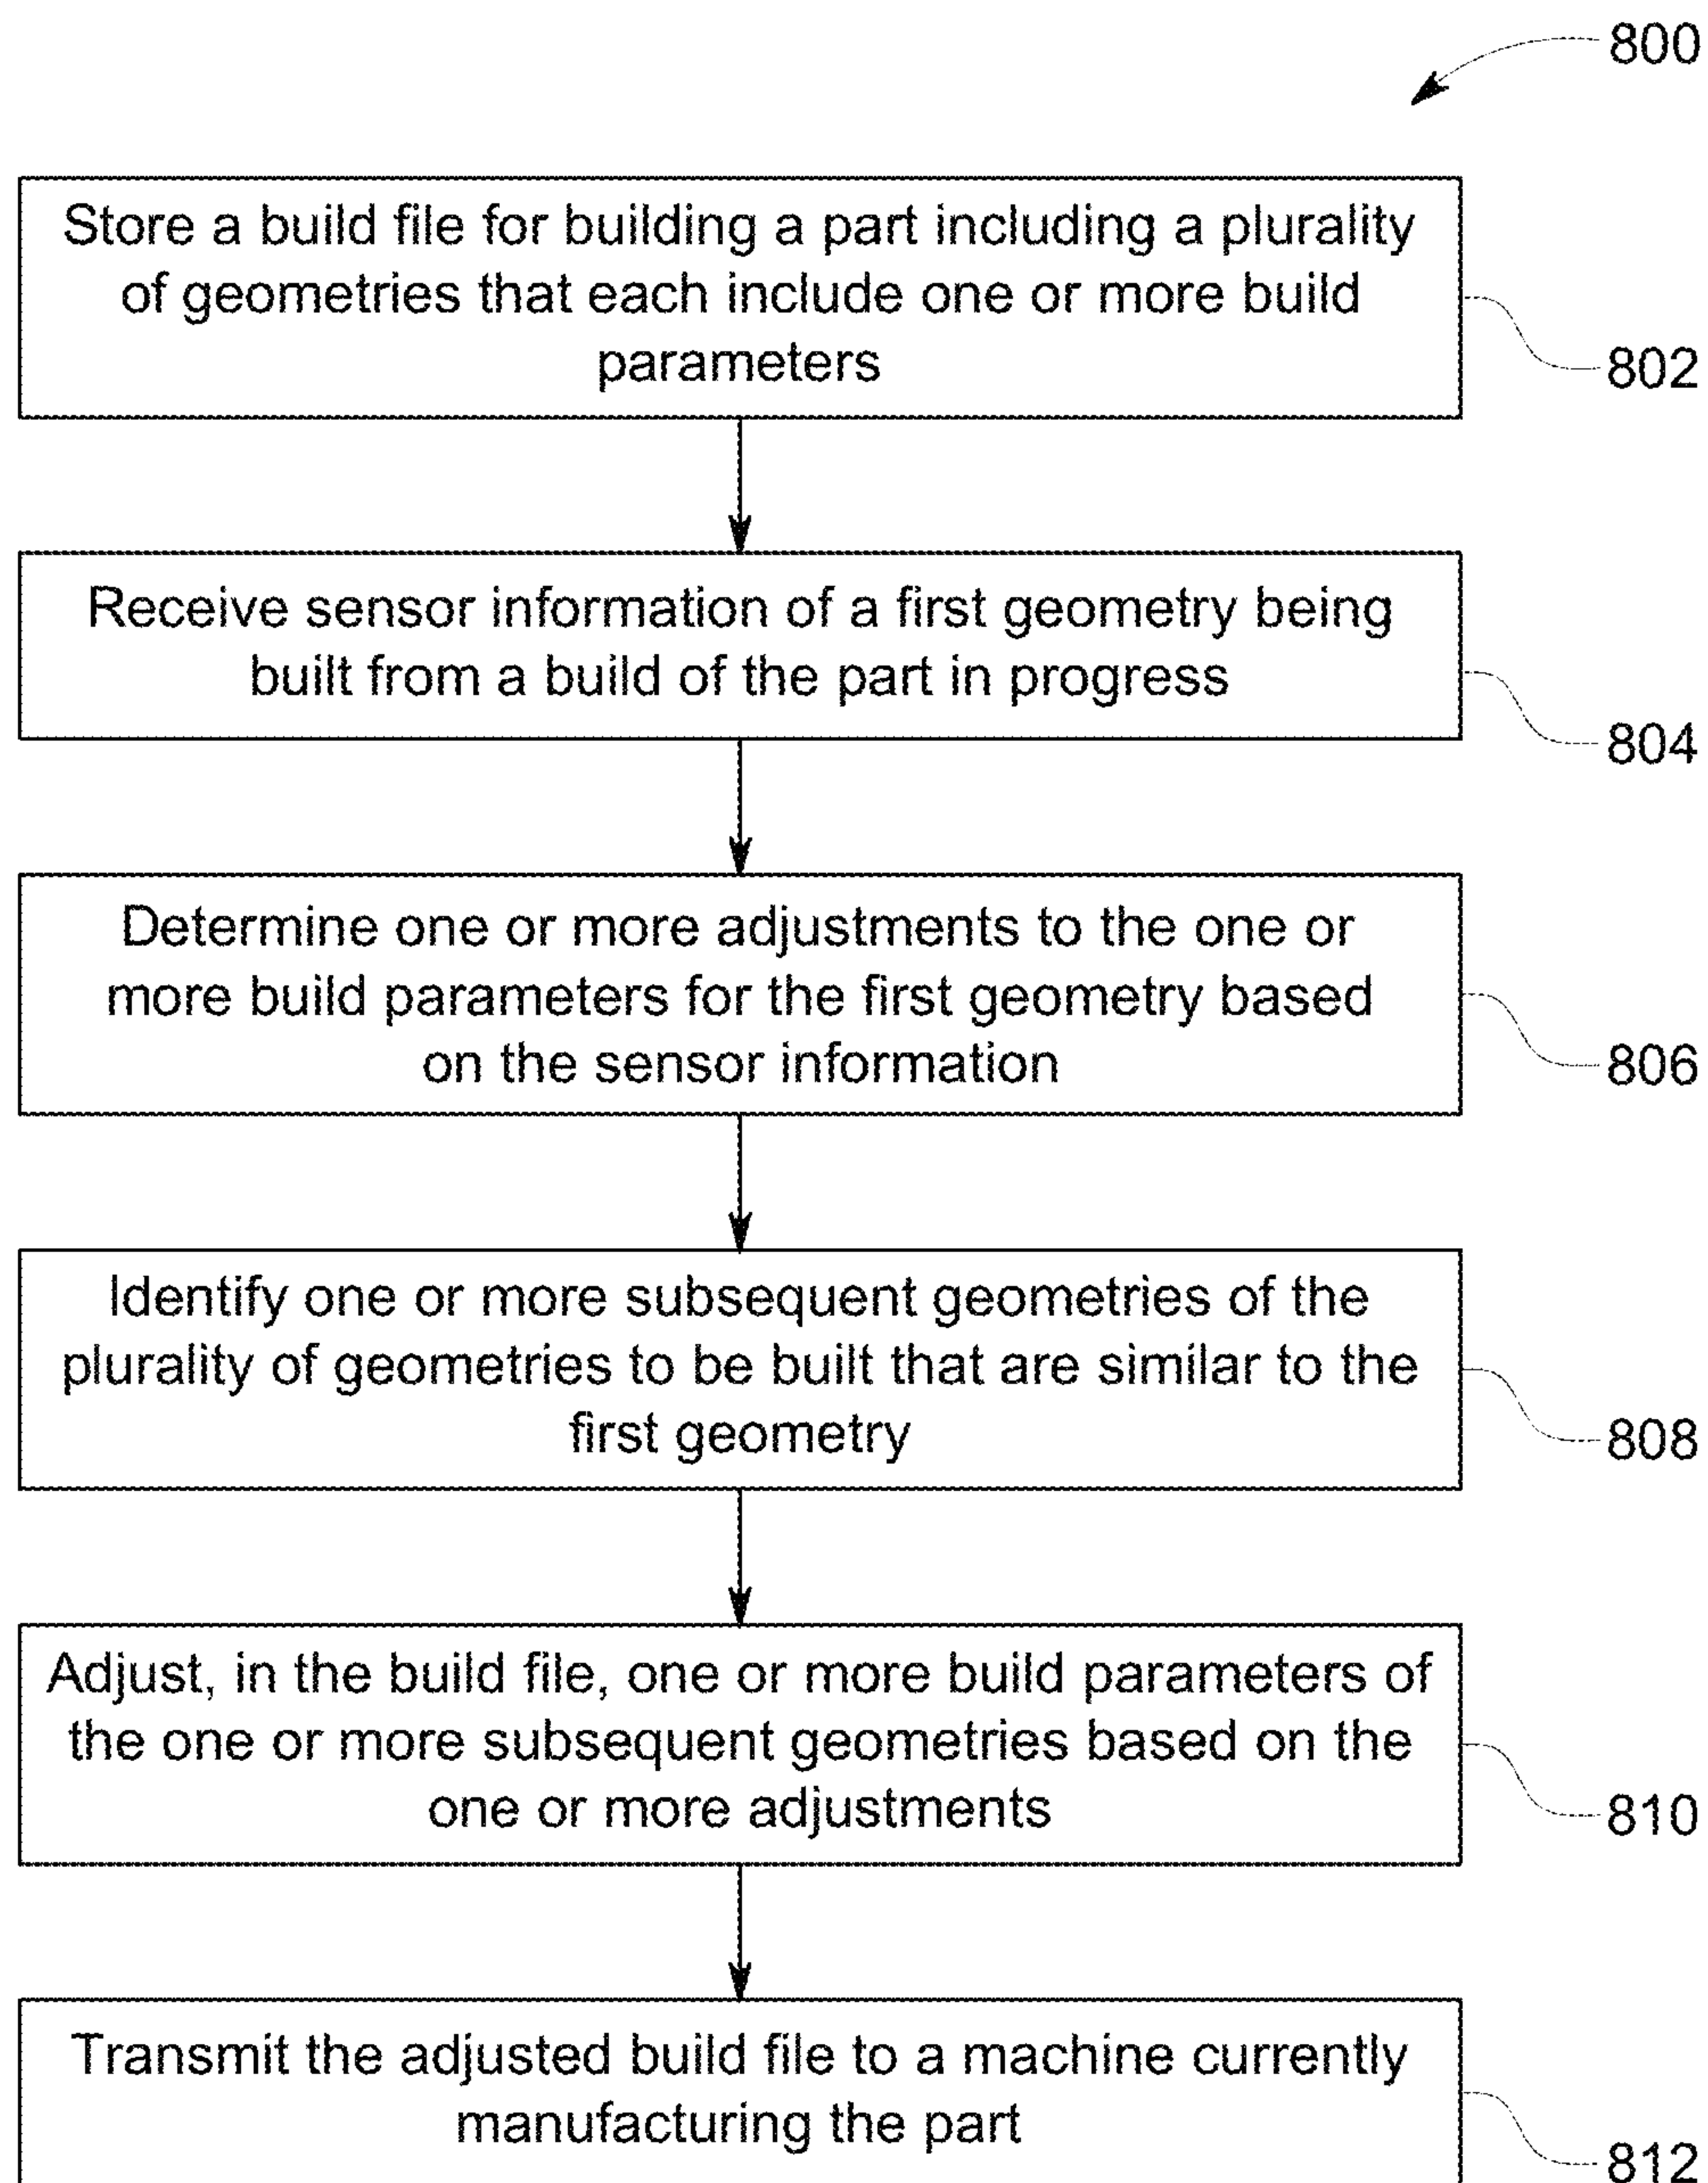 800
Store a build file for building a part including a plurality
of geometries that each include one or more build
parameters
802
Receive sensor information of a first geometry being
built from a build of the part in progress
804
Determine one or more adjustments to the one or
more build parameters for the first geometry based
on the sensor information
806
Identify one or more subsequent geometries of the
plurality of geometries to be built that are similar to the
first geometry
808
Adjust, in the build file, one or more build parameters of
the one or more subsequent geometries based on the
one or more adjustments
810
Transmit the adjusted build file to a machine currently
manufacturing the part
812